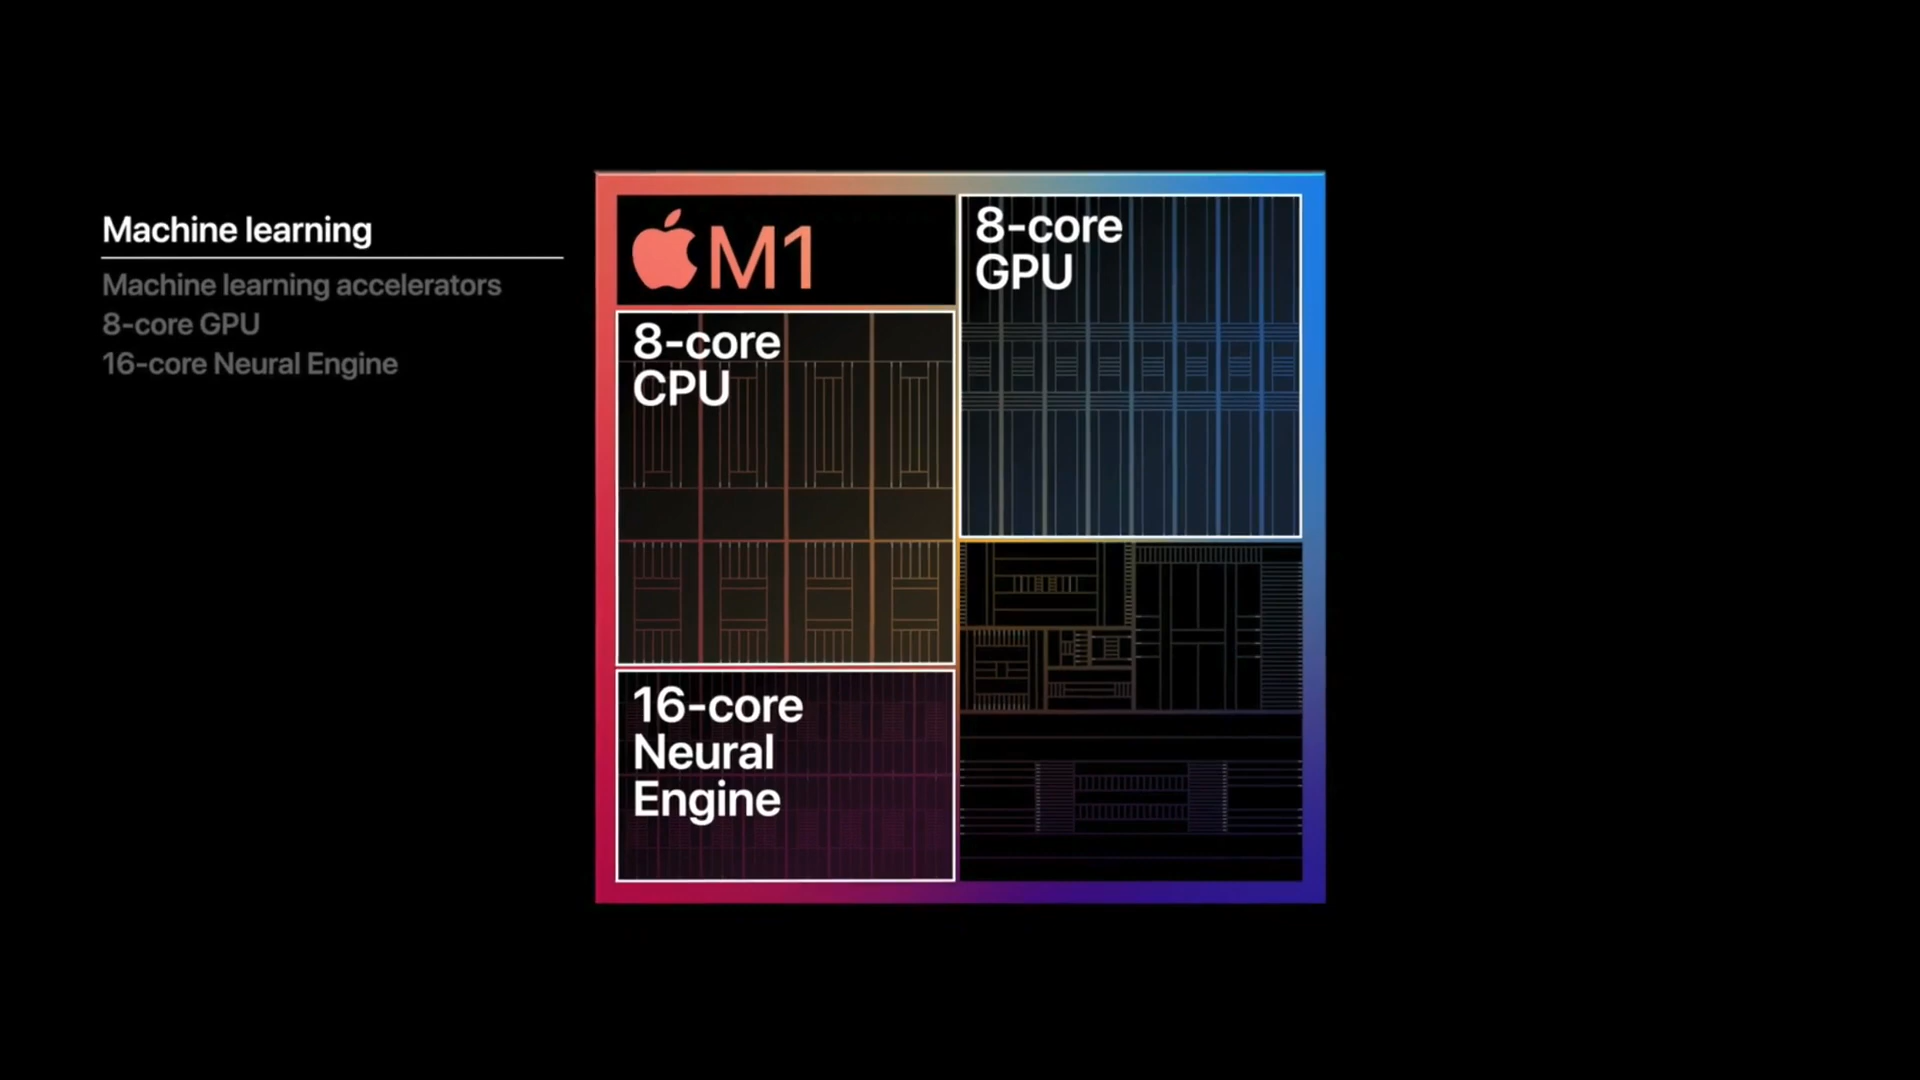 Machine learning
Machine learning accelerators
8-core GPU
16-core Neural Engine
M1
8-core
CPU
16-core
Neural
Engine
8-core
GPU